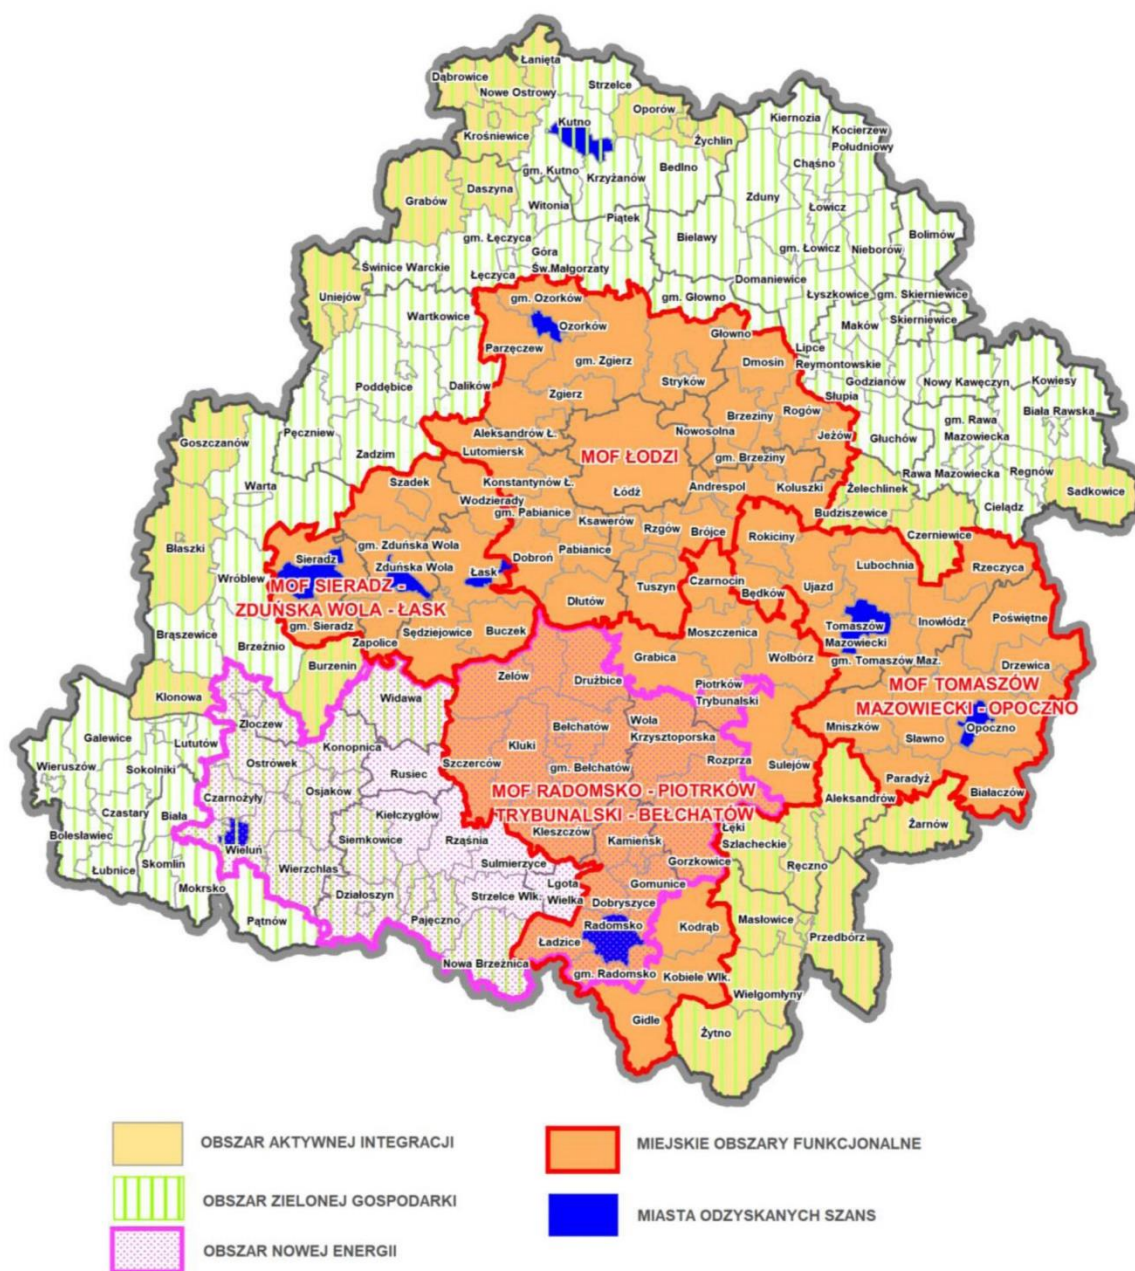 Łanięta
Dąbrowice
Nowe Ostrowy
Strzelce
Oporów
Kutno
Krośniewice
Żychlin
Kiernozia
Kocierzew
Południowy
Chąśno
gm. Kutno
Krzyżanów
Bedlno
Daszyna
Grabów
Witonia
Zduny
Łowicz
Piątek
gm. Łęczyca
Bielawy
Góra
Św.Małgorzaty
gm. Łowicz
Nieborów
Bolimów
Świnice Warckie
Łęczyca
Domaniewice
Uniejów
gm. Ozorków
gm. Głowno
Łyszkowice
gm. Skierniewice
Wartkowice
Ozorków
Skierniewice
Maków
Głowno
Parzęczew
gm. Zgierz
Lipce
Reymontowskie
Dmosin
Poddębice
Dalików
Zgierz
Stryków
Godzianów
Nowy Kawęczyn
Kowiesy
Słupia
Biała Rawska
Rogów
Brzeziny
gm. Rawa
Mazowiecka
Pęczniew
Goszczanów
Aleksandrów Ł.
Nowosolna
Jeżów
Głuchów
Zadzim
Lutomiersk
MOF ŁODZI
gm. Brzeziny
Rawa Mazowiecka
Regnów
Szadek
Konstantynów Ł.
Łódź
Andrespol
Koluszki
Żelechlinek
Sadkowice
Warta
Wodzierady
gm. Pabianice
Budziszewice
Cielądz
Ksawerów
Rzgów
Brójce
Rokiciny
Czerniewice
Błaszki
Sieradz
gm. Zduńska Wola
Dobroń
Pabianice
Lubochnia
Rzeczyca
Wróblew
Zduńska Wola
Łask
Tuszyn
Czarnocin
Będków
Ujazd
MOF SIERADZ -
ZDUŃSKA WOLA - ŁASK
Dłutów
Inowłódz
Poświętne
Tomaszów
Mazowiecki
gm. Sieradz
Sędziejowice
Buczek
Moszczenica
Brąszewice
Brzeźnio
Zapolice
Grabica
Wolbórz
gm. Tomaszów Maz.
Drzewica
Burzenin
Zelów
Drużbice
Piotrków
Trybunalski
MOF TOMASZÓW
MAZOWIECKI - OPOCZNO
Klonowa
Widawa
Złoczew
Bełchatów
Wola
Krzysztoporska
Mniszków
Sławno
Opoczno
Galewice
Lututów
Konopnica
Kluki
Wieruszów
Sokolniki
Ostrówek
Rusiec
Szczerców
gm. Bełchatów
Rozprza
Sulejów
Paradyż
Białaczów
Czarnożyły
Osjaków
MOF RADOMSKO - PIOTRKÓW
TRYBUNALSKI - BEŁCHATÓW
Aleksandrów
Czastary
Biała
Kiełczygłów
Żarnów
Bolesławiec
Wieluń
Siemkowice
Rząśnia
Kleszczów
Kamieńsk
Łęki
Szlacheckie
Łubnice
Skomlin
Wierzchlas
Sulmierzyce
Gorzkowice
Ręczno
Mokrsko
Działoszyn
Strzelce Wlk.
Lgota
Wielka
Gomunice
Dobryszyce
Pątnów
Pajęczno
Radomsko
Kodrąb
Masłowice
Przedbórz
Ładzice
Nowa Brzeźnica
gm. Radomsko
Kobiele Wlk.
Wielgomłyny
Gidle
Żytno
OBSZAR AKTYWNEJ INTEGRACJI
MIEJSKIE OBSZARY FUNKCJONALNE
OBSZAR ZIELONEJ GOSPODARKI
MIASTA ODZYSKANYCH SZANS
OBSZAR NOWEJ ENERGII